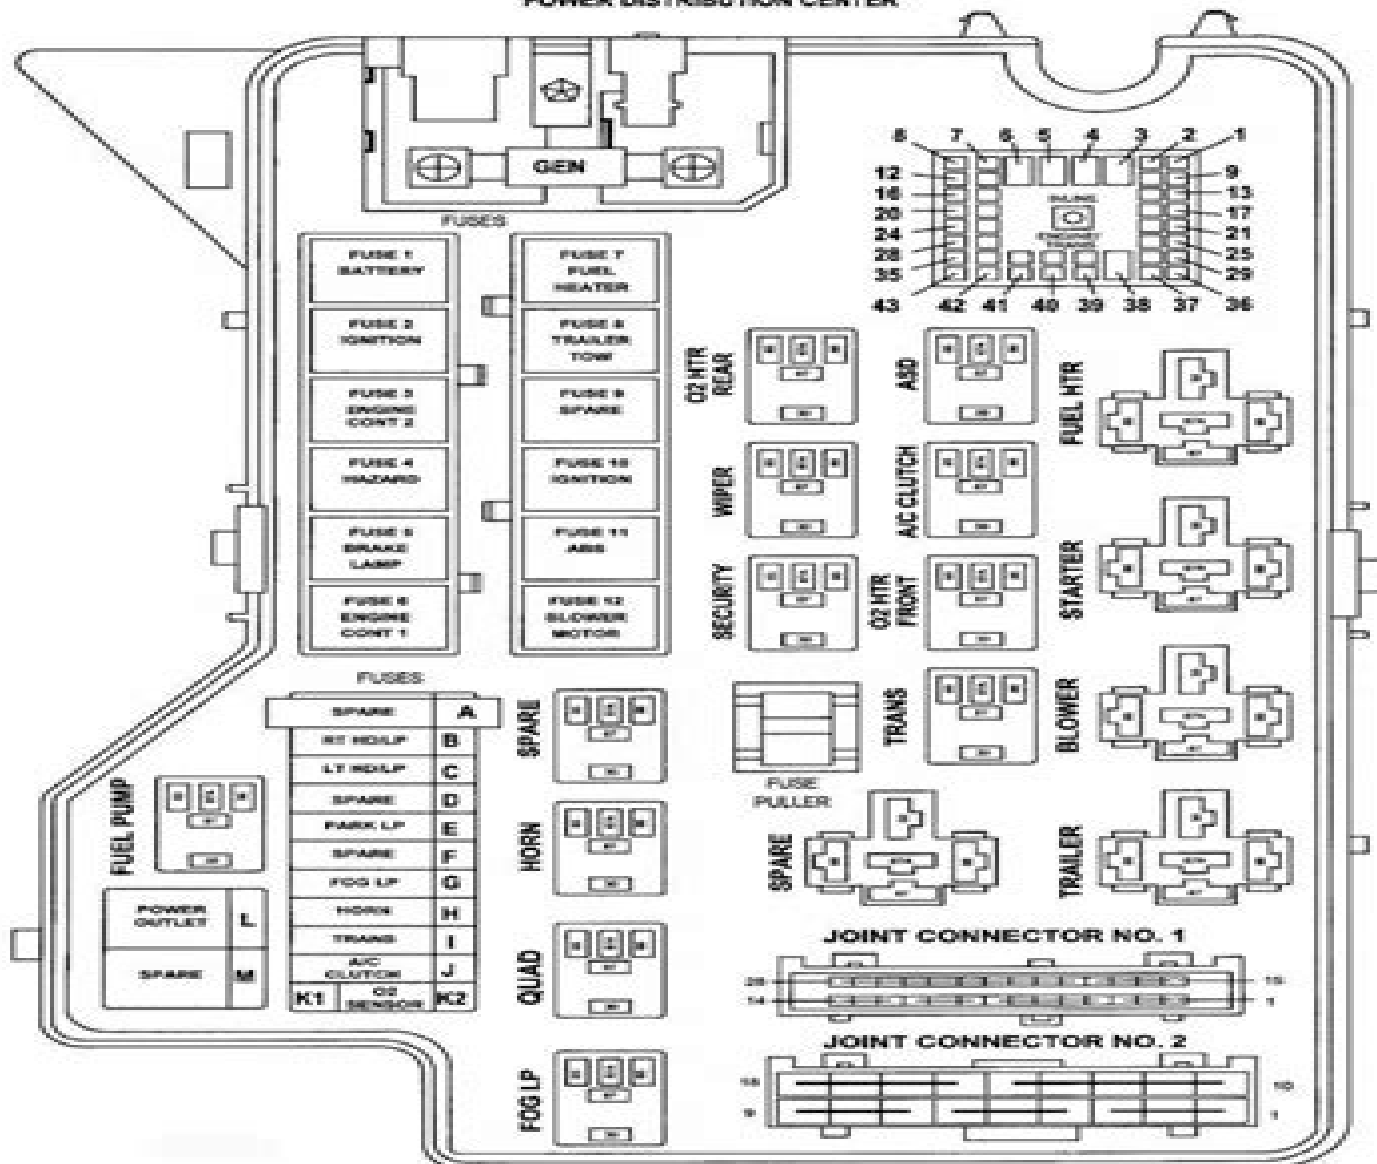 POWER DISTRIBUTION CENTER
GEN
FUSES
FUSE 1
BATTERY
FUSE 2
IGNITION
FUSE 3
ENGINE
CONT 2
FUSE 4
HAZARD
FUSE 5
BRAKE
LAMP
FUSE 6
ENGINE
CONT 1
FUSE 7
FUEL
HEATER
FUSE 8
TRAILER
TOW
FUSE 9
SPARE
FUSE 10
IGNITION
FUSE 11
ABS
FUSE 12
BLOWER
MOTOR
8 7 6 5 4 3 2 1
12 9
16 13
20 17
24 21
28 25
35 29
43 42 41 40 39 38 37 36
ENGINE/
TRANS
O2 HTR
REAR
ASD
FUEL HTR
WIPER
A/C CLUTCH
STARTER
SECURITY
O2 HTR
FRONT
TRANS
BLOWER
FUSE
PULLER
SPARE
TRAILER
FUSES
SPARE A
RT HD/LP B
LT HD/LP C
SPARE D
PARK LP E
SPARE F
FOG LP G
HORN H
TRANS I
A/C
CLUTCH J
K1 O2
SENSOR K2
FUEL PUMP
POWER
OUTLET L
SPARE M
SPARE
HORN
QUAD
FOG LP
JOINT CONNECTOR NO. 1
28 15
14 1
JOINT CONNECTOR NO. 2
18 10
9 1